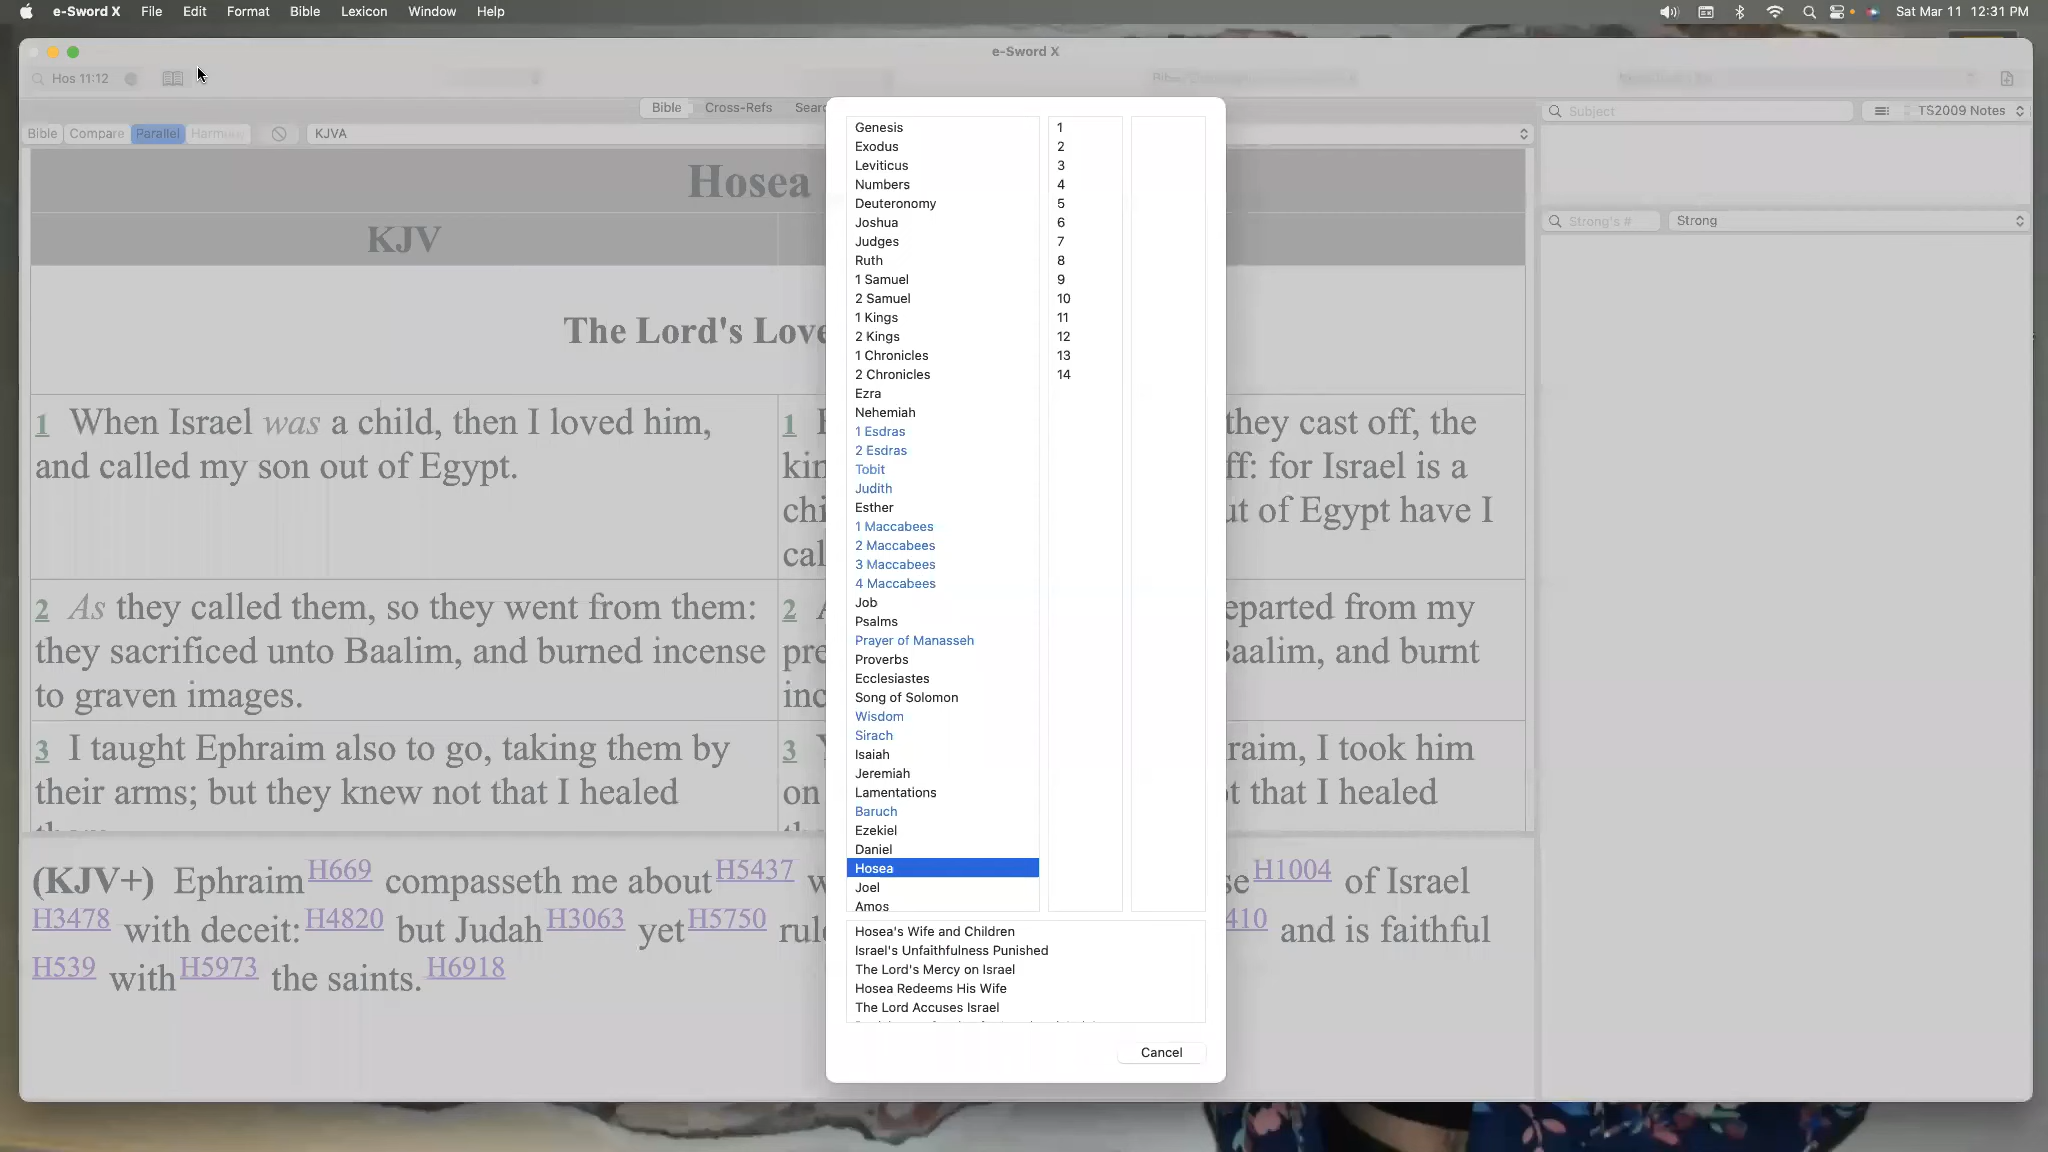 e-Sword X File Edit Format Bible Lexicon Window Help Sat Mar 11 12:31 PM
e-Sword X
Hos 11:12
Bible Cross-Refs
Subject TS2009 Notes
Bible Compare Parallel Harmony KJVA
Strong's # Strong
Hosea
KJV
The Lord's Love
1 When Israel was a child, then I loved him,
and called my son out of Egypt.
2 As they called them, so they went from them:
they sacrificed unto Baalim, and burned incense
to graven images.
3 I taught Ephraim also to go, taking them by
their arms; but they knew not that I healed
1
they cast off, the
for Israel is a
of Egypt have I
2
from my
and burnt
3
I took him
that I healed
(KJV+) Ephraim H669 compasseth me about H5437
H1004 of Israel
H3478 with deceit: H4820 but Judah H3063 yet H5750
and is faithful
H539 with H5973 the saints. H6918
Genesis
Exodus
Leviticus
Numbers
Deuteronomy
Joshua
Judges
Ruth
1 Samuel
2 Samuel
1 Kings
2 Kings
1 Chronicles
2 Chronicles
Ezra
Nehemiah
1 Esdras
2 Esdras
Tobit
Judith
Esther
1 Maccabees
2 Maccabees
3 Maccabees
4 Maccabees
Job
Psalms
Prayer of Manasseh
Proverbs
Ecclesiastes
Song of Solomon
Wisdom
Sirach
Isaiah
Jeremiah
Lamentations
Baruch
Ezekiel
Daniel
Hosea
Joel
Amos
1
2
3
4
5
6
7
8
9
10
11
12
13
14
Hosea's Wife and Children
Israel's Unfaithfulness Punished
The Lord's Mercy on Israel
Hosea Redeems His Wife
The Lord Accuses Israel
Cancel